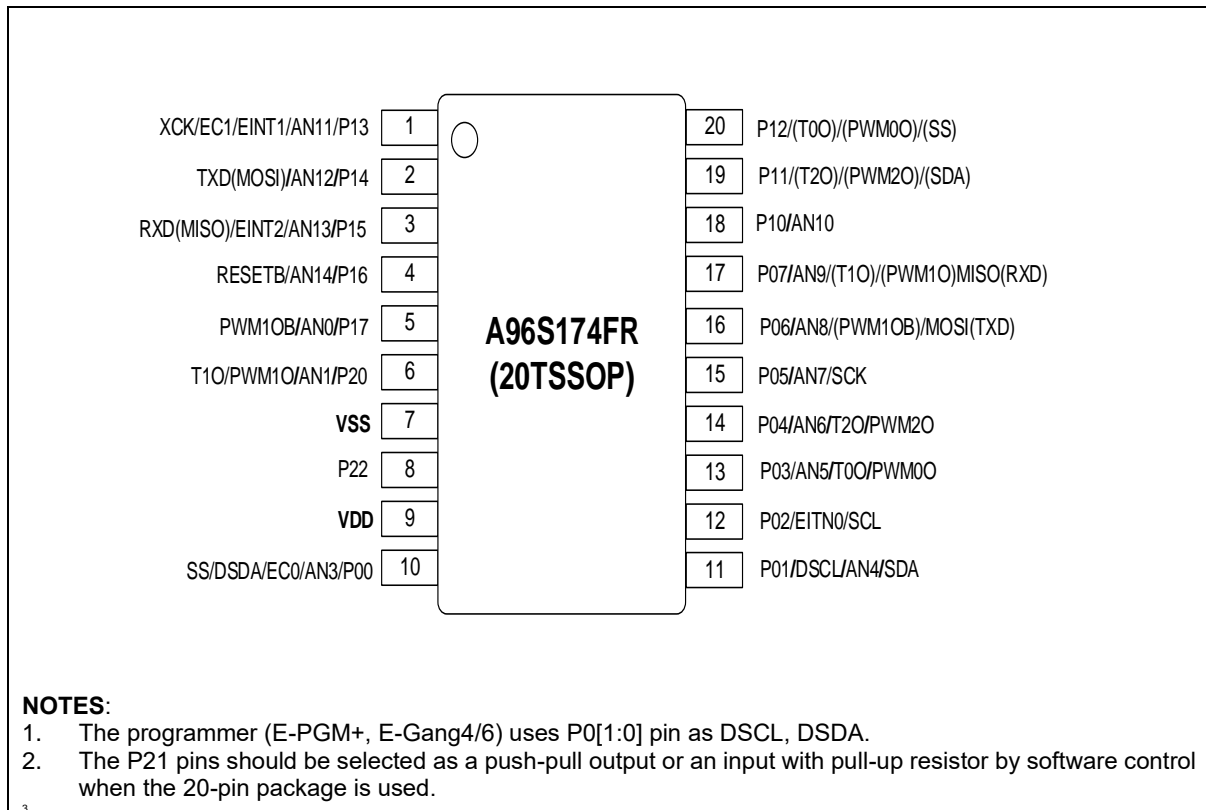 XCK/EC1/EINT1/AN11/P13 1
TXD(MOSI)/AN12/P14 2
RXD(MISO)/EINT2/AN13/P15 3
RESETB/AN14/P16 4
PWM1OB/AN0/P17 5
T1O/PWM1O/AN1/P20 6
VSS 7
P22 8
VDD 9
SS/DSDA/EC0/AN3/P00 10
A96S174FR
(20TSSOP)
20 P12/(T0O)/(PWM0O)/(SS)
19 P11/(T2O)/(PWM2O)/(SDA)
18 P10/AN10
17 P07/AN9/(T1O)/(PWM1O)MISO(RXD)
16 P06/AN8/(PWM1OB)/MOSI(TXD)
15 P05/AN7/SCK
14 P04/AN6/T2O/PWM2O
13 P03/AN5/T0O/PWM0O
12 P02/EITN0/SCL
11 P01/DSCL/AN4/SDA
NOTES:
1. The programmer (E-PGM+, E-Gang4/6) uses P0[1:0] pin as DSCL, DSDA.
2. The P21 pins should be selected as a push-pull output or an input with pull-up resistor by software control
when the 20-pin package is used.
3